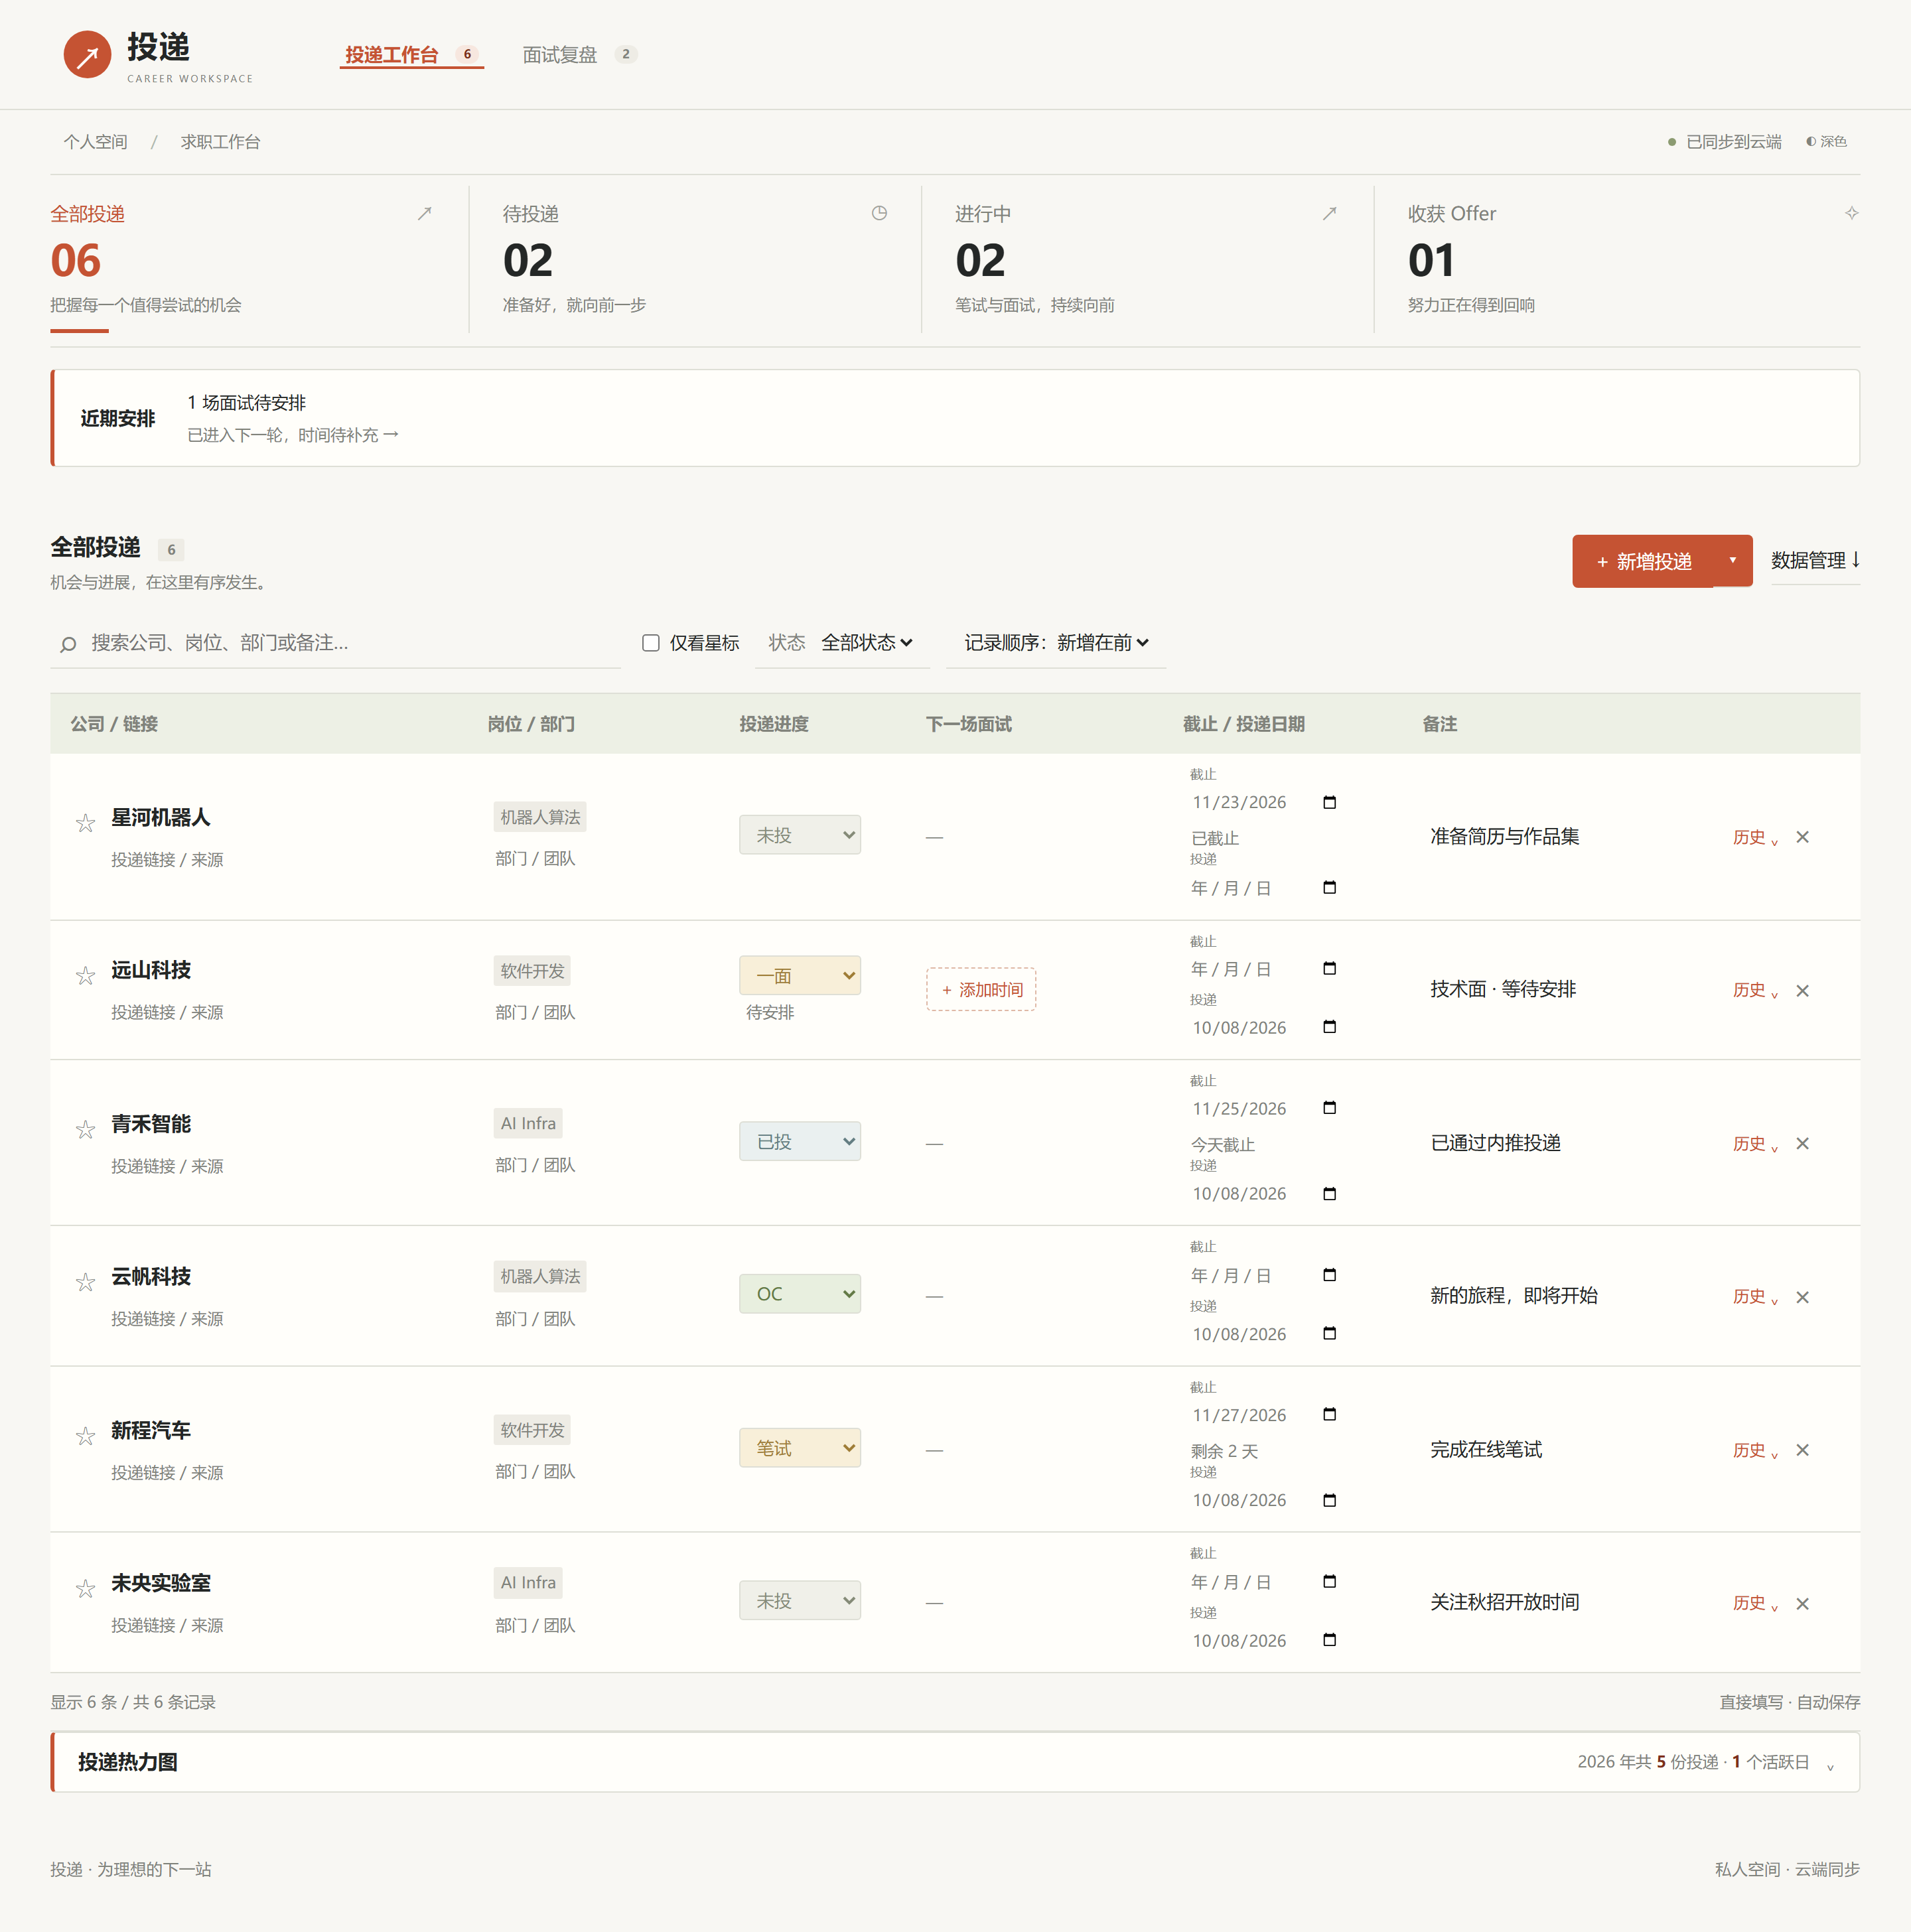 投递
CAREER WORKSPACE
投递工作台 6
面试复盘 2
个人空间 / 求职工作台
已同步到云端
深色
全部投递
06
把握每一个值得尝试的机会
待投递
02
准备好，就向前一步
进行中
02
笔试与面试，持续向前
收获 Offer
01
努力正在得到回响
近期安排
1 场面试待安排
已进入下一轮，时间待补充 →
全部投递 6
机会与进展，在这里有序发生。
+ 新增投递
数据管理 ↓
搜索公司、岗位、部门或备注...
仅看星标
状态 全部状态
记录顺序：新增在前
公司 / 链接 岗位 / 部门 投递进度 下一场面试 截止 / 投递日期 备注
星河机器人
投递链接 / 来源
机器人算法
部门 / 团队
未投
—
截止
11/23/2026
已截止
投递
年 / 月 / 日
准备简历与作品集
历史
远山科技
投递链接 / 来源
软件开发
部门 / 团队
一面
待安排
+ 添加时间
截止
年 / 月 / 日
投递
10/08/2026
技术面 · 等待安排
历史
青禾智能
投递链接 / 来源
AI Infra
部门 / 团队
已投
—
截止
11/25/2026
今天截止
投递
10/08/2026
已通过内推投递
历史
云帆科技
投递链接 / 来源
机器人算法
部门 / 团队
OC
—
截止
年 / 月 / 日
投递
10/08/2026
新的旅程，即将开始
历史
新程汽车
投递链接 / 来源
软件开发
部门 / 团队
笔试
—
截止
11/27/2026
剩余 2 天
投递
10/08/2026
完成在线笔试
历史
未央实验室
投递链接 / 来源
AI Infra
部门 / 团队
未投
—
截止
年 / 月 / 日
投递
10/08/2026
关注秋招开放时间
历史
显示 6 条 / 共 6 条记录
直接填写 · 自动保存
投递热力图
2026 年共 5 份投递 · 1 个活跃日
投递 · 为理想的下一站
私人空间 · 云端同步